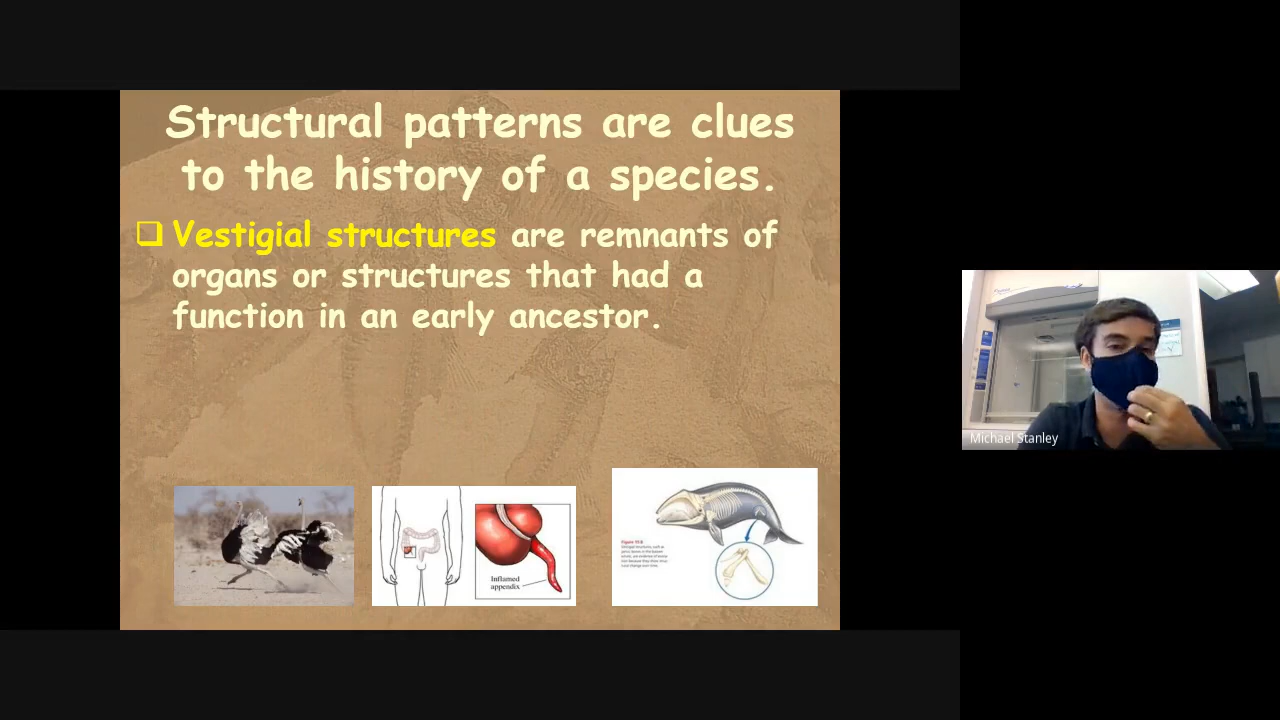 Structural patterns are clues
to the history of a species.
❑ Vestigial structures are remnants of
organs or structures that had a
function in an early ancestor.
Inflamed
appendix
Michael Stanley